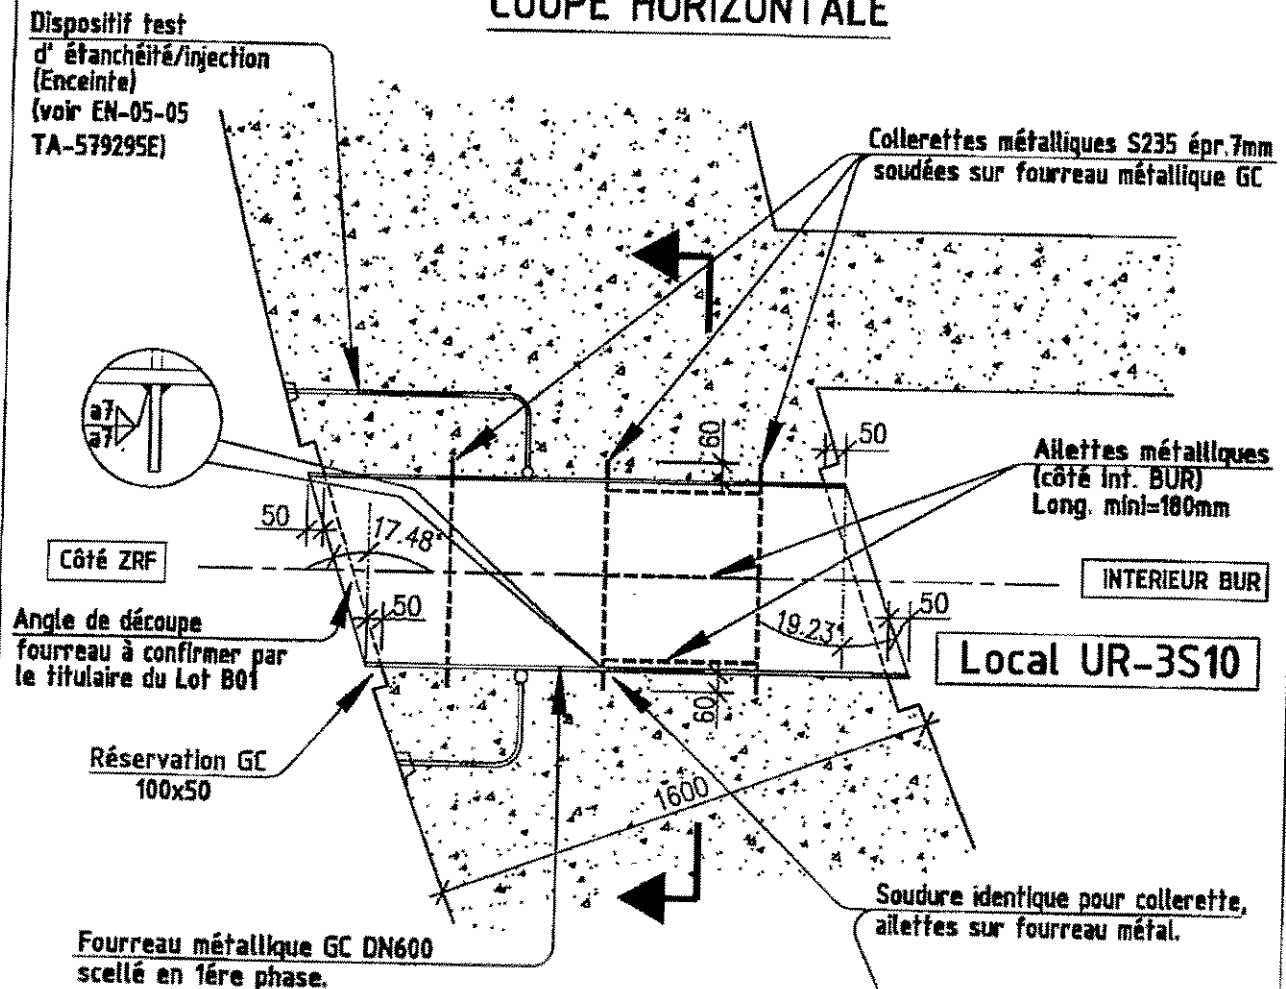 COUPE HORIZONTALE
Dispositif test
d' étanchéité/injection
(Enceinte)
(voir EN-05-05
TA-579295E)
Collerettes métalliques S235 épr.7mm
soudées sur fourreau métallique GC
a7
a7
60
50
Ailettes métalliques
(côté int. BUR)
Long. mini=180mm
50
17.48°
Côté ZRF
INTERIEUR BUR
50
50
19.23°
Angle de découpe
fourreau à confirmer par
le titulaire du Lot B01
Local UR-3S10
60
Réservation GC
100x50
1600
Soudure identique pour collerette,
ailettes sur fourreau métal.
Fourreau métallique GC DN600
scellé en 1ére phase.